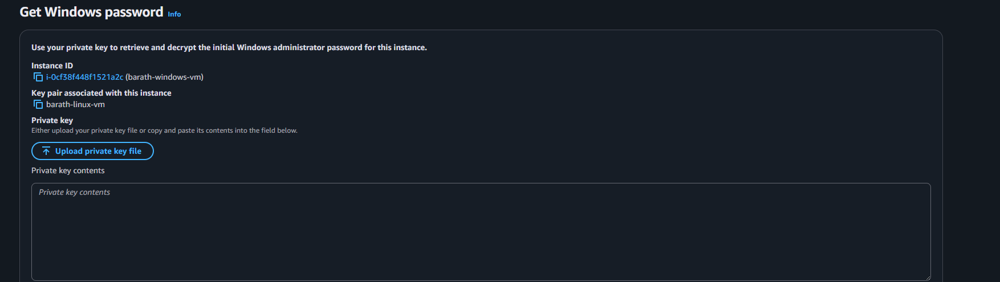 Get Windows password Info
Use your private key to retrieve and decrypt the initial Windows administrator password for this instance.
Instance ID
i-0cf38f448f1521a2c (barath-windows-vm)
Key pair associated with this instance
barath-linux-vm
Private key
Either upload your private key file or copy and paste its contents into the field below.
Upload private key file
Private key contents
Private key contents